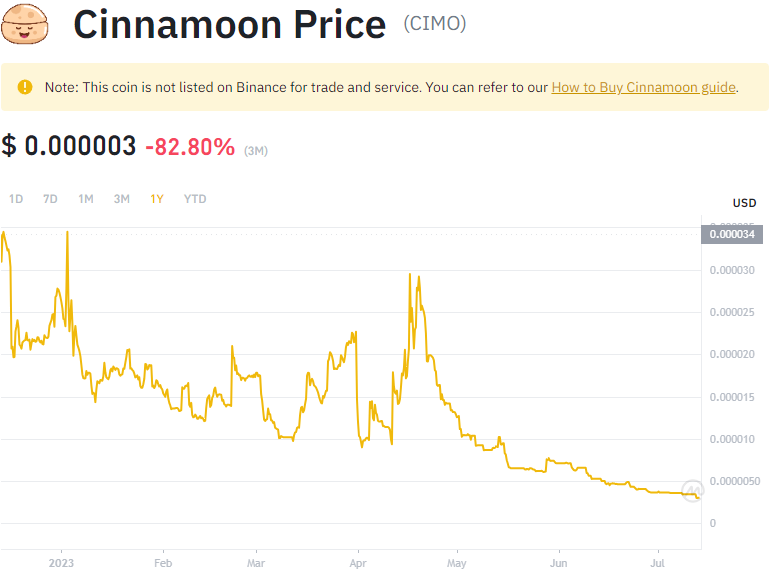 Cinnamoon Price (CIMO)
Note: This coin is not listed on Binance for trade and service. You can refer to our How to Buy Cinnamoon guide.
$ 0.000003 -82.80% (3M)
1D 7D 1M 3M 1Y YTD
USD
0.000034
0.000030
0.000025
0.000020
0.000015
0.000010
0.0000050
0
2023 Feb Mar Apr May Jun Jul